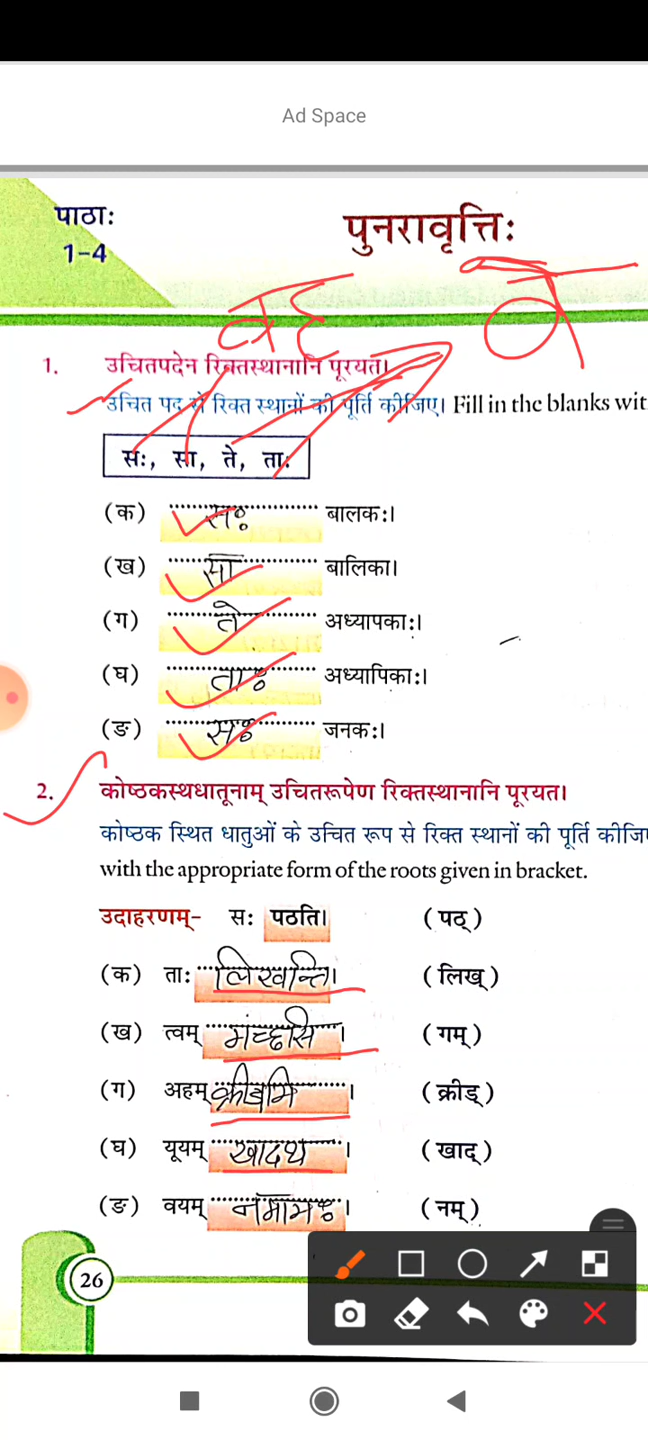 Ad Space
पाठाः
1-4
पुनरावृत्तिः
1. उचितपदेन रिक्तस्थानानि पूरयत।
उचित पद से रिक्त स्थानों की पूर्ति कीजिए। Fill in the blanks wit
सः, सा, ते, ताः
(क) सः बालकः।
(ख) सा बालिका।
(ग) ते अध्यापकाः।
(घ) ताः अध्यापिकाः।
(ङ) सः जनकः।
2. कोष्ठकस्थधातूनाम् उचितरूपेण रिक्तस्थानानि पूरयत।
कोष्ठक स्थित धातुओं के उचित रूप से रिक्त स्थानों की पूर्ति कीजि
with the appropriate form of the roots given in bracket.
उदाहरणम्- सः पठति। (पठ्)
(क) ताः लिखन्ति। (लिख्)
(ख) त्वम् गच्छसि। (गम्)
(ग) अहम् क्रीडामि। (क्रीड्)
(घ) यूयम् खादथ। (खाद्)
(ङ) वयम् नमामः। (नम्)
26